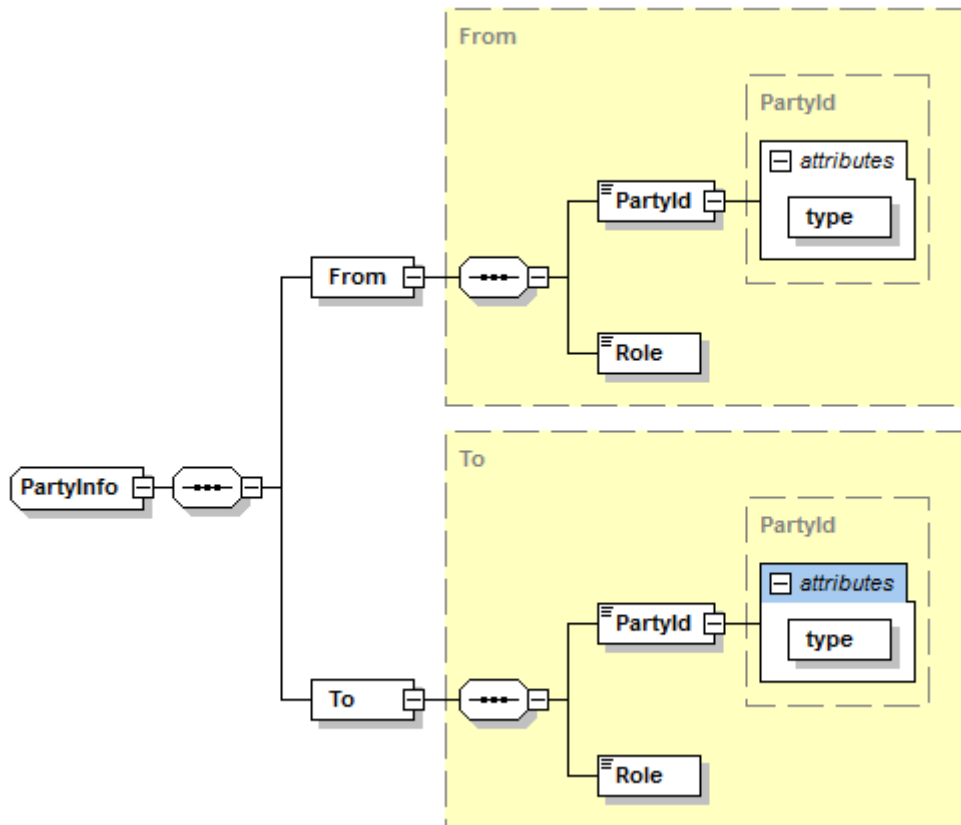 From
PartyId
attributes
PartyId
type
From
Role
To
PartyInfo
PartyId
attributes
PartyId
type
To
Role